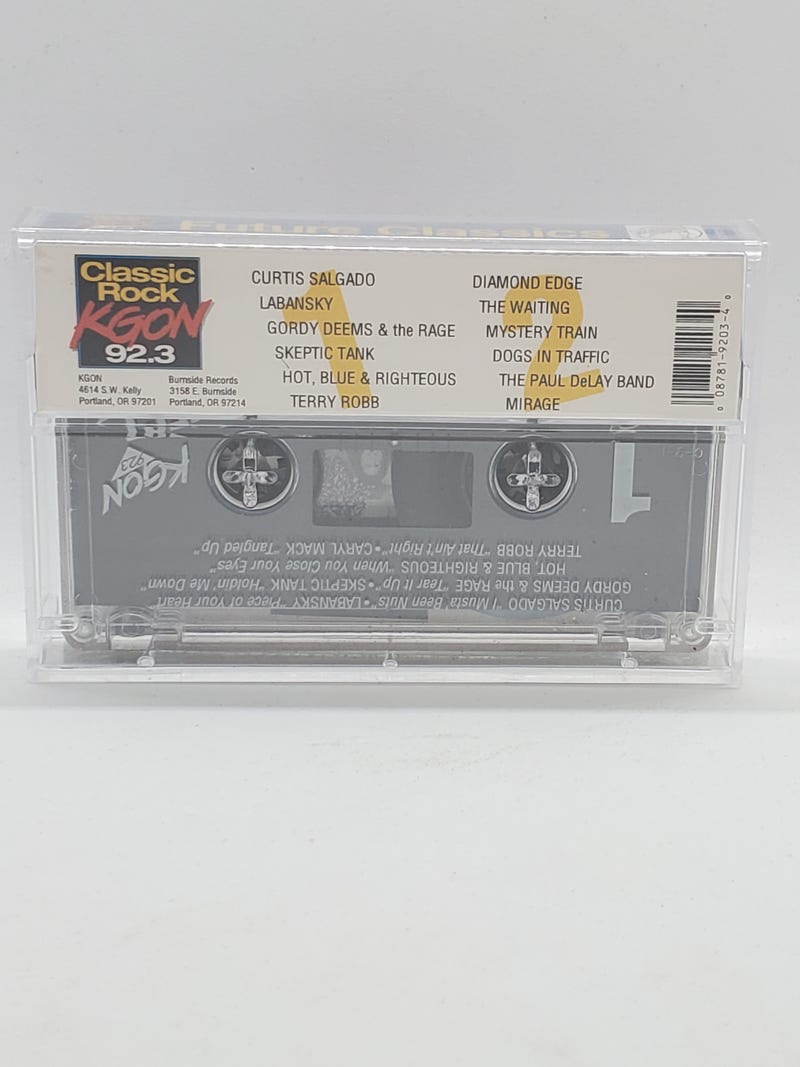 Future Classics
Classic
Rock
KGON
92.3
KGON
4614 S.W. Kelly
Portland, OR 97201
Burnside Records
3158 E. Burnside
Portland, OR 97214
1
CURTIS SALGADO
LABANSKY
GORDY DEEMS & the RAGE
SKEPTIC TANK
HOT, BLUE & RIGHTEOUS
TERRY ROBB
2
DIAMOND EDGE
THE WAITING
MYSTERY TRAIN
DOGS IN TRAFFIC
THE PAUL DeLAY BAND
MIRAGE
0 08781-9203-4 0
1
CURTIS SALGADO "I Musta' Been Nuts" • LABANSKY "Piece of Your Heart"
GORDY DEEMS & the RAGE "Tear It Up" • SKEPTIC TANK "Holdin' Me Down"
HOT, BLUE & RIGHTEOUS "When You Close Your Eyes"
TERRY ROBB "That Ain't Right" • CARYL MACK "Tangled Up"
KGON
92.3